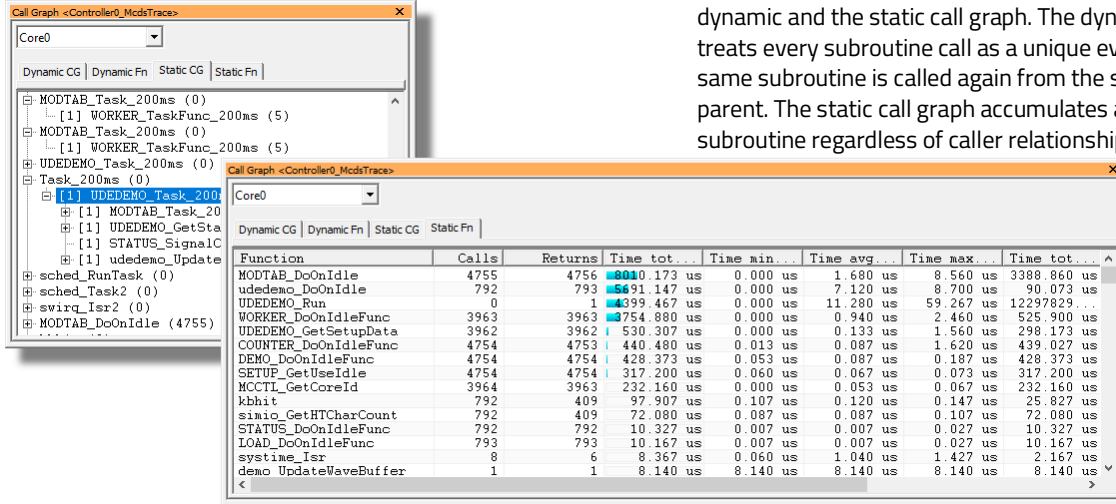 Call Graph <Controller0_McdsTrace>
Core0
Dynamic CG Dynamic Fn Static CG Static Fn
MODTAB_Task_200ms (0)
[1] WORKER_TaskFunc_200ms (5)
MODTAB_Task_200ms (0)
[1] WORKER_TaskFunc_200ms (5)
UDEDEMO_Task_200ms (0)
Task_200ms (0)
[1] UDEDEMO_Task_200
[1] MODTAB_Task_20
[1] UDEDEMO_GetSta
[1] STATUS_SignalC
[1] udedemo_Update
sched_RunTask (0)
sched_Task2 (0)
swirq_Isr2 (0)
MODTAB_DoOnIdle (4755)
dynamic and the static call graph. The dyn
treats every subroutine call as a unique ev
same subroutine is called again from the s
parent. The static call graph accumulates a
subroutine regardless of caller relationship
Call Graph <Controller0_McdsTrace>
Core0
Dynamic CG Dynamic Fn Static CG Static Fn
Function Calls Returns Time tot... Time min... Time avg... Time max... Time tot...
MODTAB_DoOnIdle 4755 4756 8010.173 us 0.000 us 1.680 us 8.560 us 3388.860 us
udedemo_DoOnIdle 792 793 5691.147 us 0.000 us 7.120 us 8.700 us 90.073 us
UDEDEMO_Run 0 1 4399.467 us 0.000 us 11.280 us 59.267 us 12297829...
WORKER_DoOnIdleFunc 3963 3963 3754.880 us 0.000 us 0.940 us 2.460 us 525.900 us
UDEDEMO_GetSetupData 3962 3962 530.307 us 0.000 us 0.133 us 1.560 us 298.173 us
COUNTER_DoOnIdleFunc 4754 4753 440.480 us 0.013 us 0.087 us 1.620 us 439.027 us
DEMO_DoOnIdleFunc 4754 4754 428.373 us 0.053 us 0.087 us 0.187 us 428.373 us
SETUP_GetUseIdle 4754 4754 317.200 us 0.060 us 0.067 us 0.073 us 317.200 us
MCCTL_GetCoreId 3964 3963 232.160 us 0.000 us 0.053 us 0.067 us 232.160 us
kbhit 792 409 97.907 us 0.107 us 0.120 us 0.147 us 25.827 us
simio_GetHTCharCount 792 409 72.080 us 0.087 us 0.087 us 0.107 us 72.080 us
STATUS_DoOnIdleFunc 792 792 10.327 us 0.007 us 0.007 us 0.027 us 10.327 us
LOAD_DoOnIdleFunc 793 793 10.167 us 0.007 us 0.007 us 0.027 us 10.167 us
systime_Isr 8 6 8.367 us 0.060 us 1.040 us 1.427 us 2.167 us
demo_UpdateWaveBuffer 1 1 8.140 us 8.140 us 8.140 us 8.140 us 8.140 us